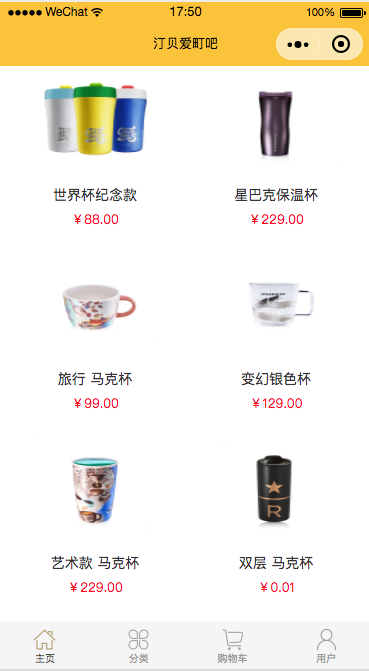 WeChat 17:50 100%
汀贝爱町吧
世界杯纪念款 星巴克保温杯
￥88.00 ￥229.00
旅行 马克杯 变幻银色杯
￥99.00 ￥129.00
R
艺术款 马克杯 双层 马克杯
￥229.00 ￥0.01
主页 分类 购物车 用户